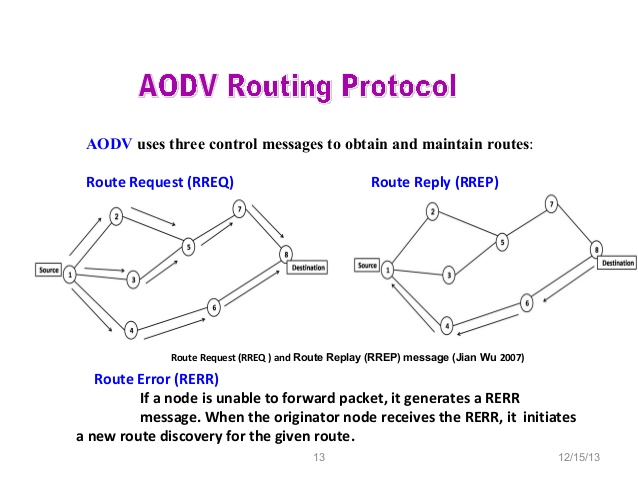 AODV Routing Protocol
AODV uses three control messages to obtain and maintain routes:
Route Request (RREQ)
Route Reply (RREP)
2
7
5
8
Source
1
3
Destination
6
4
2
7
5
8
Source
1
3
Destination
6
4
Route Request (RREQ ) and Route Replay (RREP) message (Jian Wu 2007)
Route Error (RERR)
If a node is unable to forward packet, it generates a RERR
message. When the originator node receives the RERR, it initiates
a new route discovery for the given route.
13
12/15/13